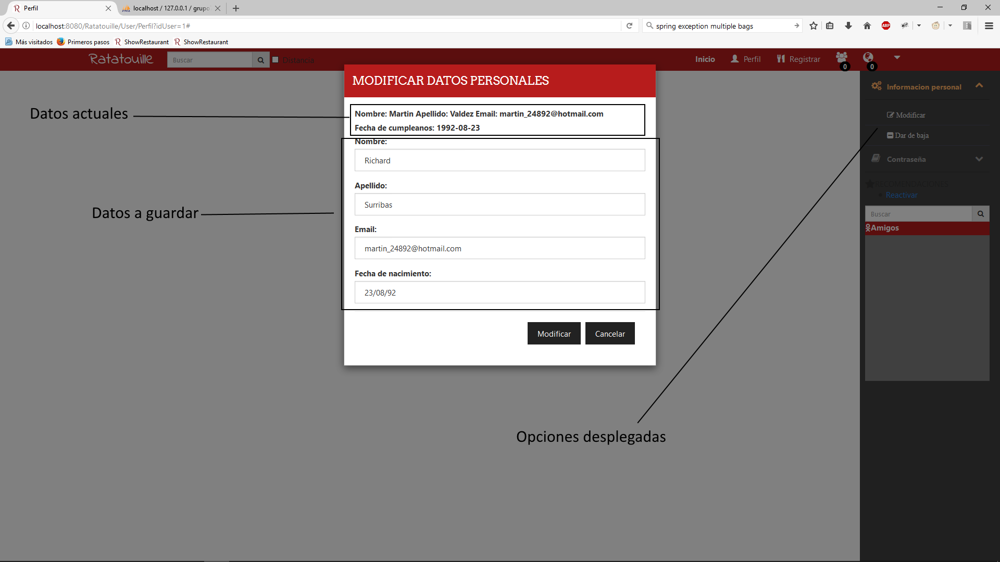 Perfil
localhost / 127.0.0.1 / grupo
localhost:8080/Ratatouille/User/Perfil?idUser=1#
spring exception multiple bags
ABP
Más visitados
Primeros pasos
R ShowRestaurant
R ShowRestaurant
Ratatouille
Buscar
Distancia
Inicio
Perfil
Registrar
0
0
MODIFICAR DATOS PERSONALES
Datos actuales
Nombre: Martin Apellido: Valdez Email: martin_24892@hotmail.com
Fecha de cumpleanos: 1992-08-23
Nombre:
Richard
Apellido:
Surribas
Datos a guardar
Email:
martin_24892@hotmail.com
Fecha de nacimiento:
23/08/92
Modificar
Cancelar
Informacion personal
Modificar
Dar de baja
Contraseña
RECOMENDACIONES
Reactivar
Buscar
Amigos
Opciones desplegadas